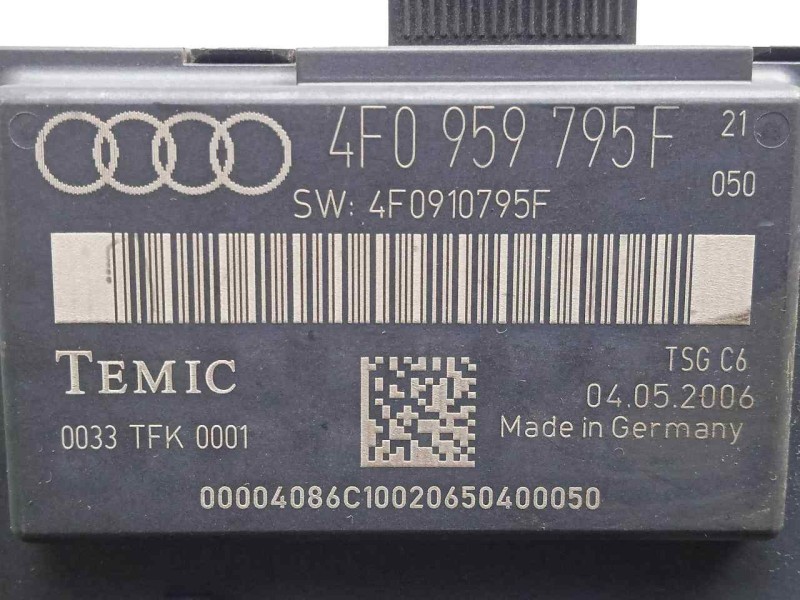 4F0 959 795 F 21
050
SW: 4F0910795F
TEMIC
TSG C6
04.05.2006
0033 TFK 0001
Made in Germany
00004086C10020650400050